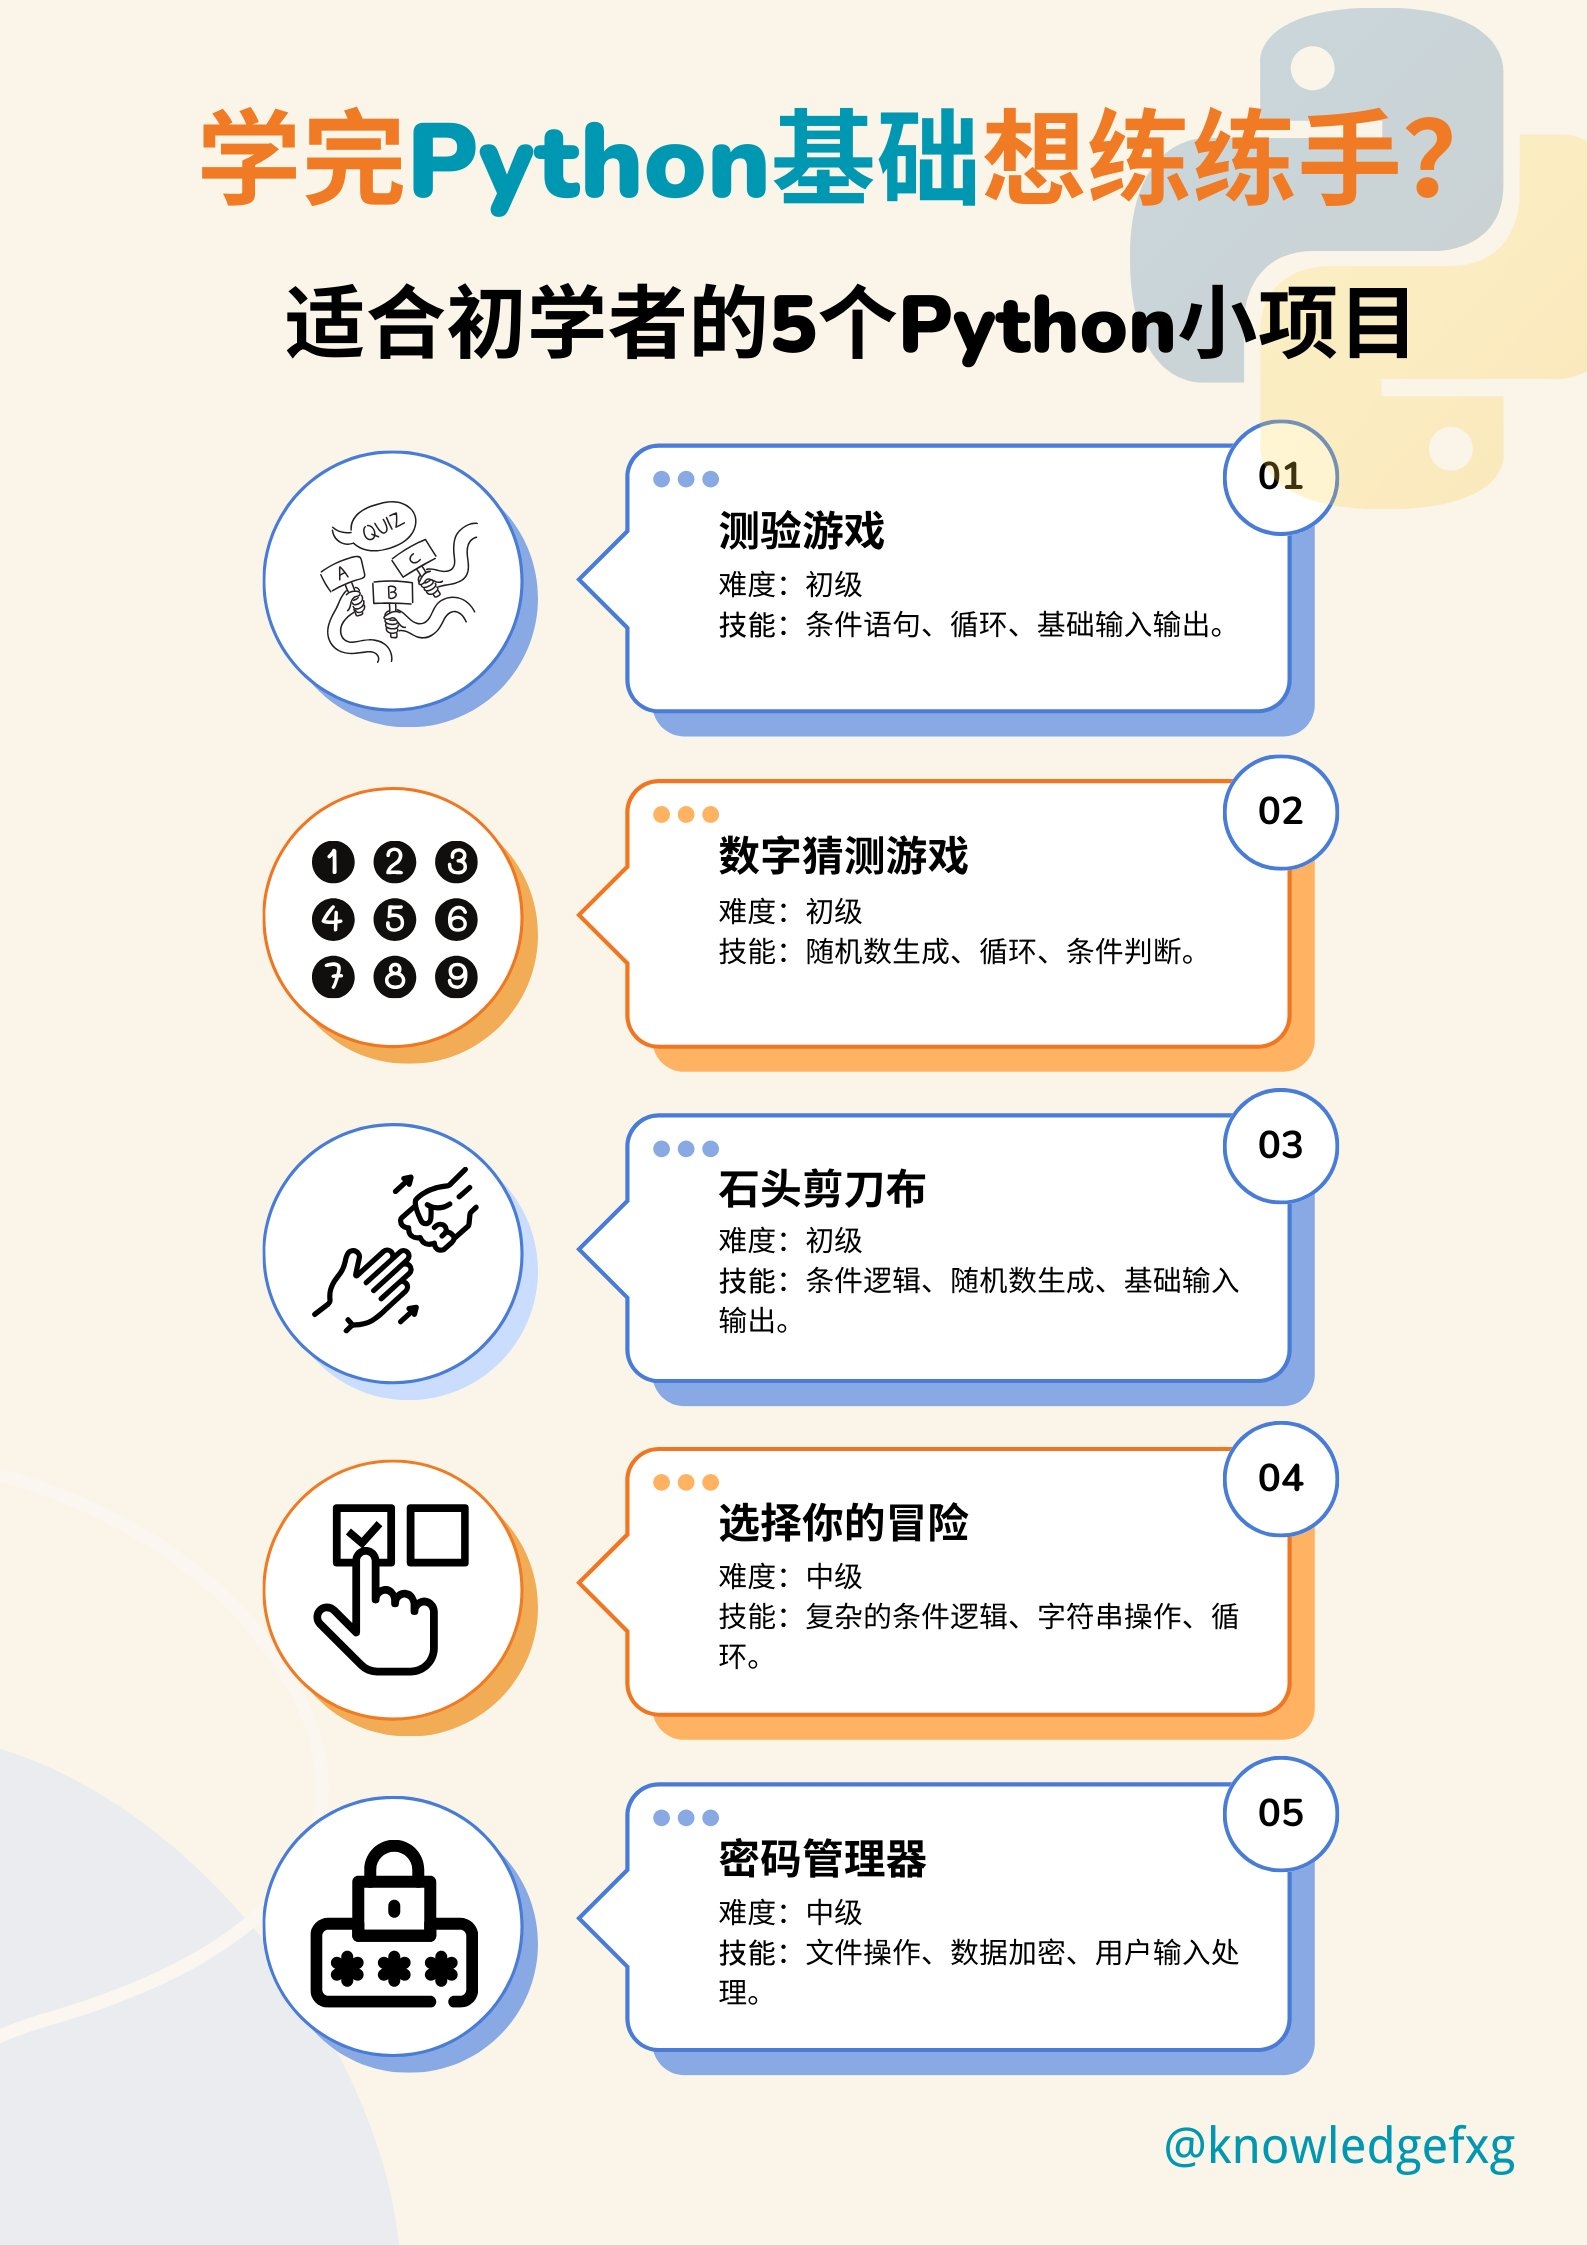 学完Python基础想练练手？
适合初学者的5个Python小项目
01
QUIZ
A
B
C
测验游戏
难度：初级
技能：条件语句、循环、基础输入输出。
02
1 2 3
4 5 6
7 8 9
数字猜测游戏
难度：初级
技能：随机数生成、循环、条件判断。
03
石头剪刀布
难度：初级
技能：条件逻辑、随机数生成、基础输入
输出。
04
选择你的冒险
难度：中级
技能：复杂的条件逻辑、字符串操作、循
环。
05
密码管理器
难度：中级
技能：文件操作、数据加密、用户输入处
理。
***
@knowledgefxg